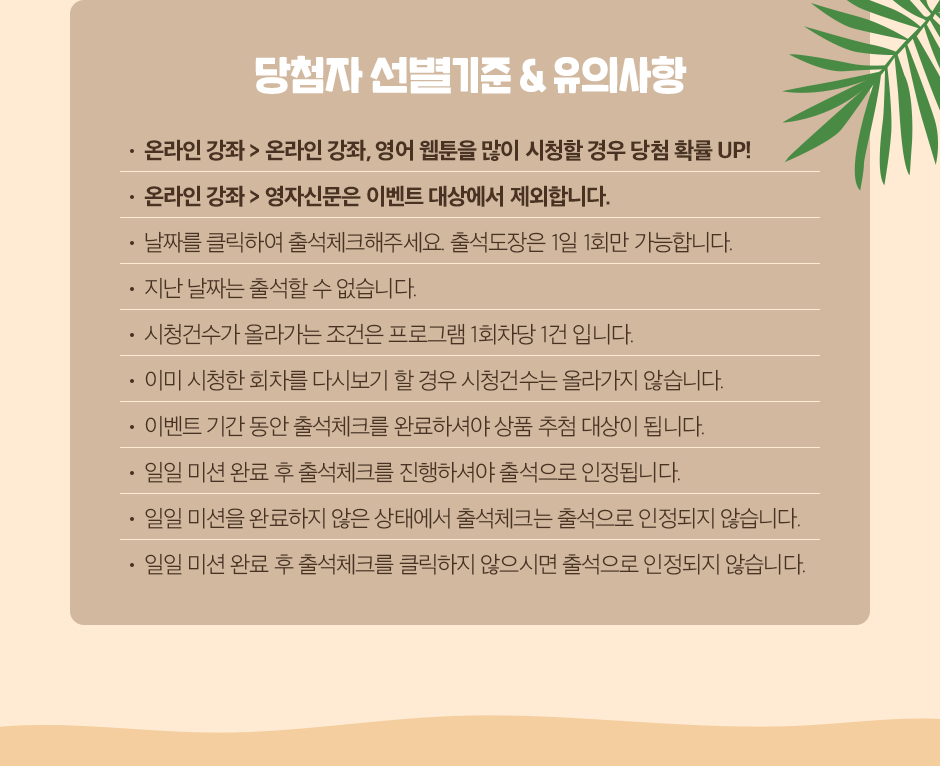 당첨자 선별기준 & 유의사항
• 온라인 강좌 > 온라인 강좌, 영어 웹툰을 많이 시청할 경우 당첨 확률 UP!
• 온라인 강좌 > 영자신문은 이벤트 대상에서 제외합니다.
• 날짜를 클릭하여 출석체크해주세요. 출석도장은 1일 1회만 가능합니다.
• 지난 날짜는 출석할 수 없습니다.
• 시청건수가 올라가는 조건은 프로그램 1회차당 1건 입니다.
• 이미 시청한 회차를 다시보기 할 경우 시청건수는 올라가지 않습니다.
• 이벤트 기간 동안 출석체크를 완료하셔야 상품 추첨 대상이 됩니다.
• 일일 미션 완료 후 출석체크를 진행하셔야 출석으로 인정됩니다.
• 일일 미션을 완료하지 않은 상태에서 출석체크는 출석으로 인정되지 않습니다.
• 일일 미션 완료 후 출석체크를 클릭하지 않으시면 출석으로 인정되지 않습니다.